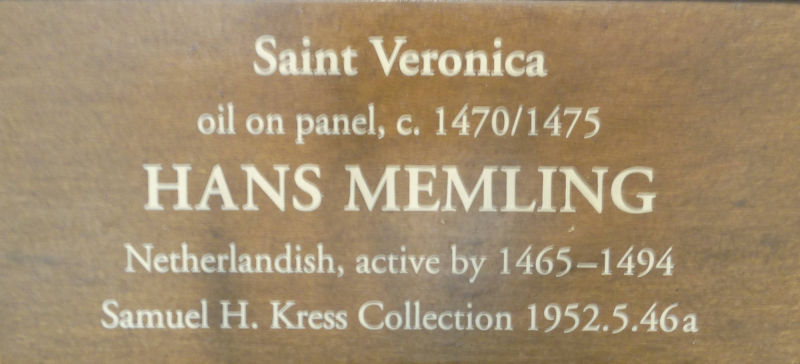 Saint Veronica
oil on panel, c. 1470/1475
HANS MEMLING
Netherlandish, active by 1465–1494
Samuel H. Kress Collection 1952.5.46a